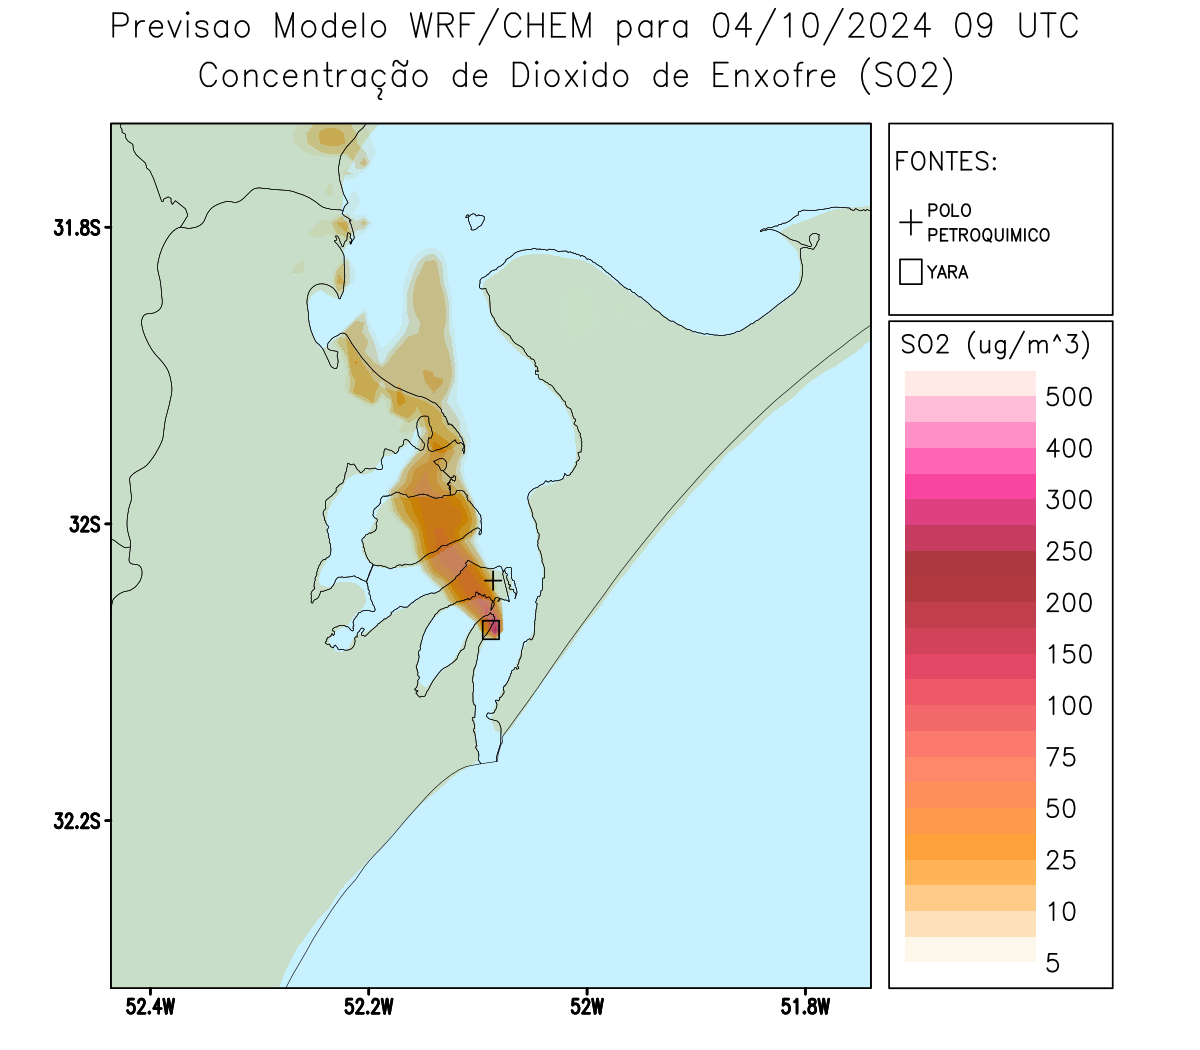 Previsao Modelo WRF/CHEM para 04/10/2024 09 UTC
Concentração de Dioxido de Enxofre (SO2)
FONTES:
POLO
PETROQUIMICO
YARA
SO2 (ug/m^3)
500
400
300
250
200
150
100
75
50
25
10
5
31.8S
32S
32.2S
52.4W
52.2W
52W
51.8W